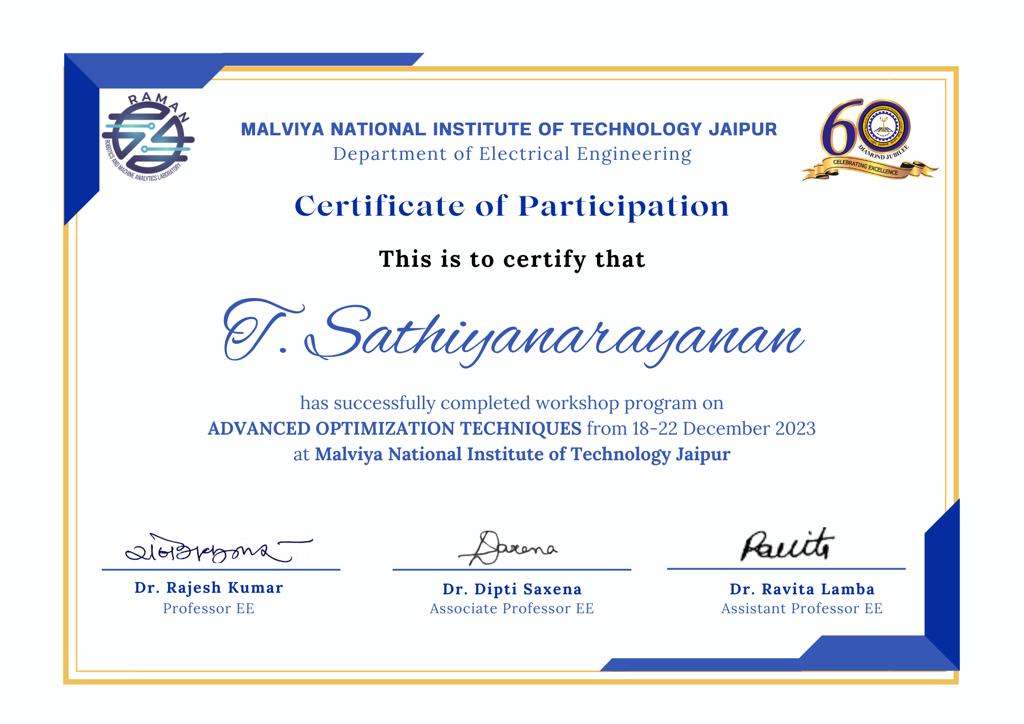 RAMAN
ROBOTICS AND MACHINE ANALYTICS LABORATORY
MALVIYA NATIONAL INSTITUTE OF TECHNOLOGY JAIPUR
Department of Electrical Engineering
60
DIAMOND JUBILEE
CELEBRATING EXCELLENCE
Certificate of Participation
This is to certify that
T. Sathiyanarayanan
has successfully completed workshop program on
ADVANCED OPTIMIZATION TECHNIQUES from 18-22 December 2023
at Malviya National Institute of Technology Jaipur
Saxena
Ravita
Dr. Rajesh Kumar
Professor EE
Dr. Dipti Saxena
Associate Professor EE
Dr. Ravita Lamba
Assistant Professor EE